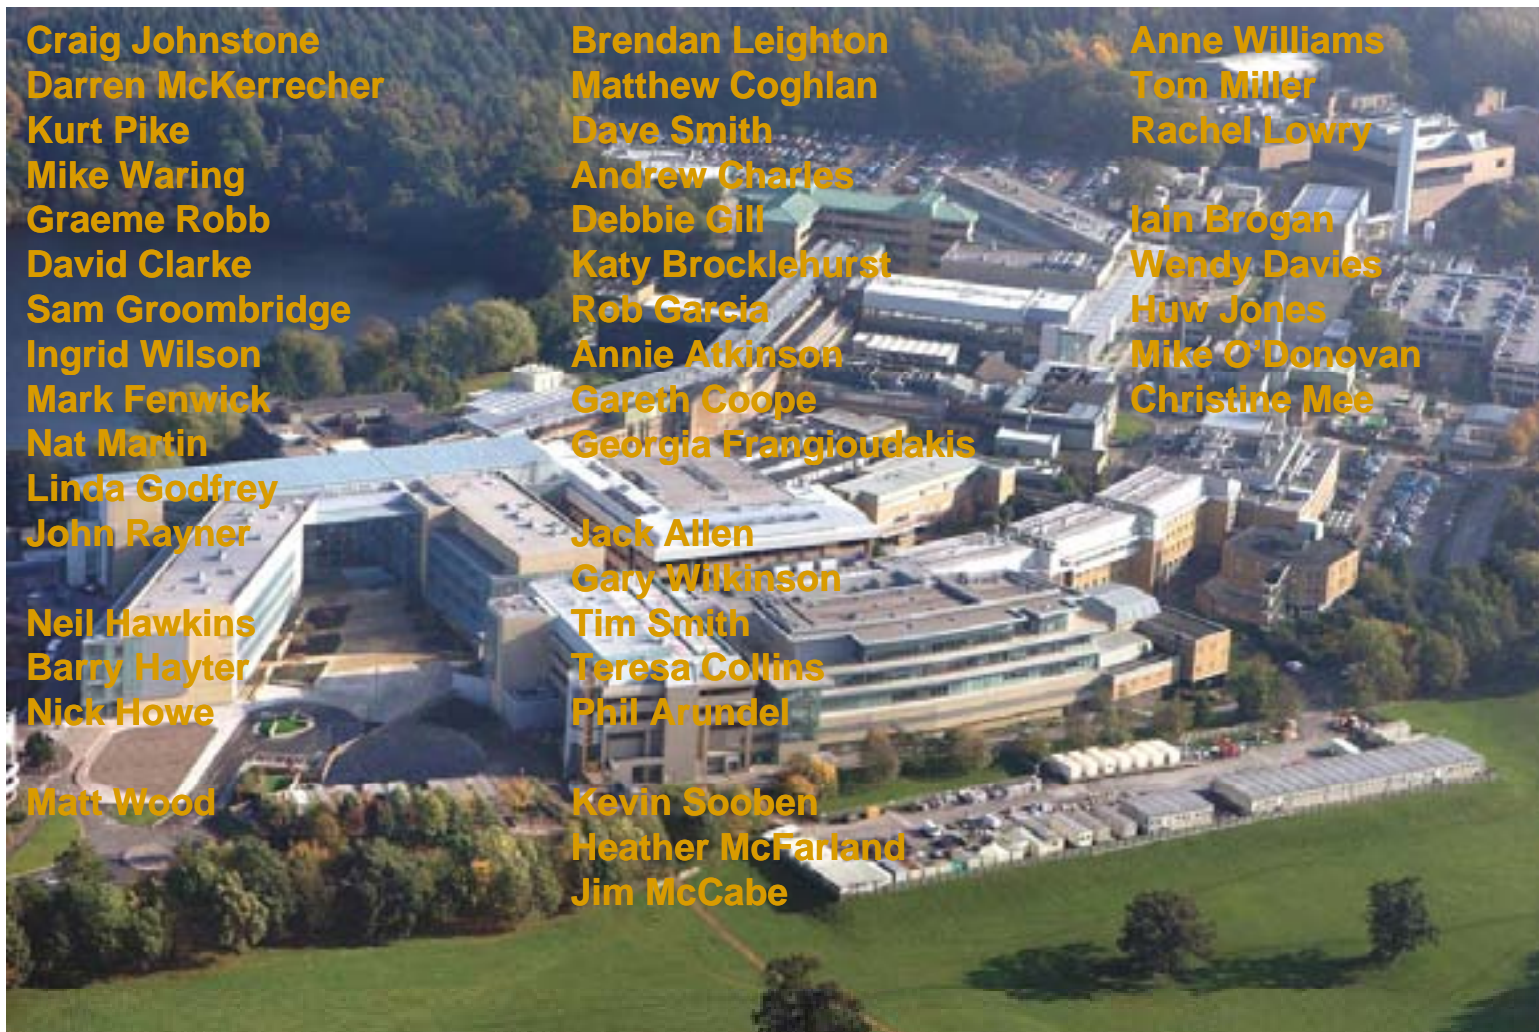 Craig Johnstone
Darren McKerrecher
Kurt Pike
Mike Waring
Graeme Robb
David Clarke
Sam Groombridge
Ingrid Wilson
Mark Fenwick
Nat Martin
Linda Godfrey
John Rayner
Neil Hawkins
Barry Hayter
Nick Howe
Matt Wood
Brendan Leighton
Matthew Coghlan
Dave Smith
Andrew Charles
Debbie Gill
Katy Brocklehurst
Rob Garcia
Annie Atkinson
Gareth Coope
Georgia Frangioudakis
Jack Allen
Gary Wilkinson
Tim Smith
Teresa Collins
Phil Arundel
Kevin Sooben
Heather McFarland
Jim McCabe
Anne Williams
Tom Miller
Rachel Lowry
Iain Brogan
Wendy Davies
Huw Jones
Mike O'Donovan
Christine Mee